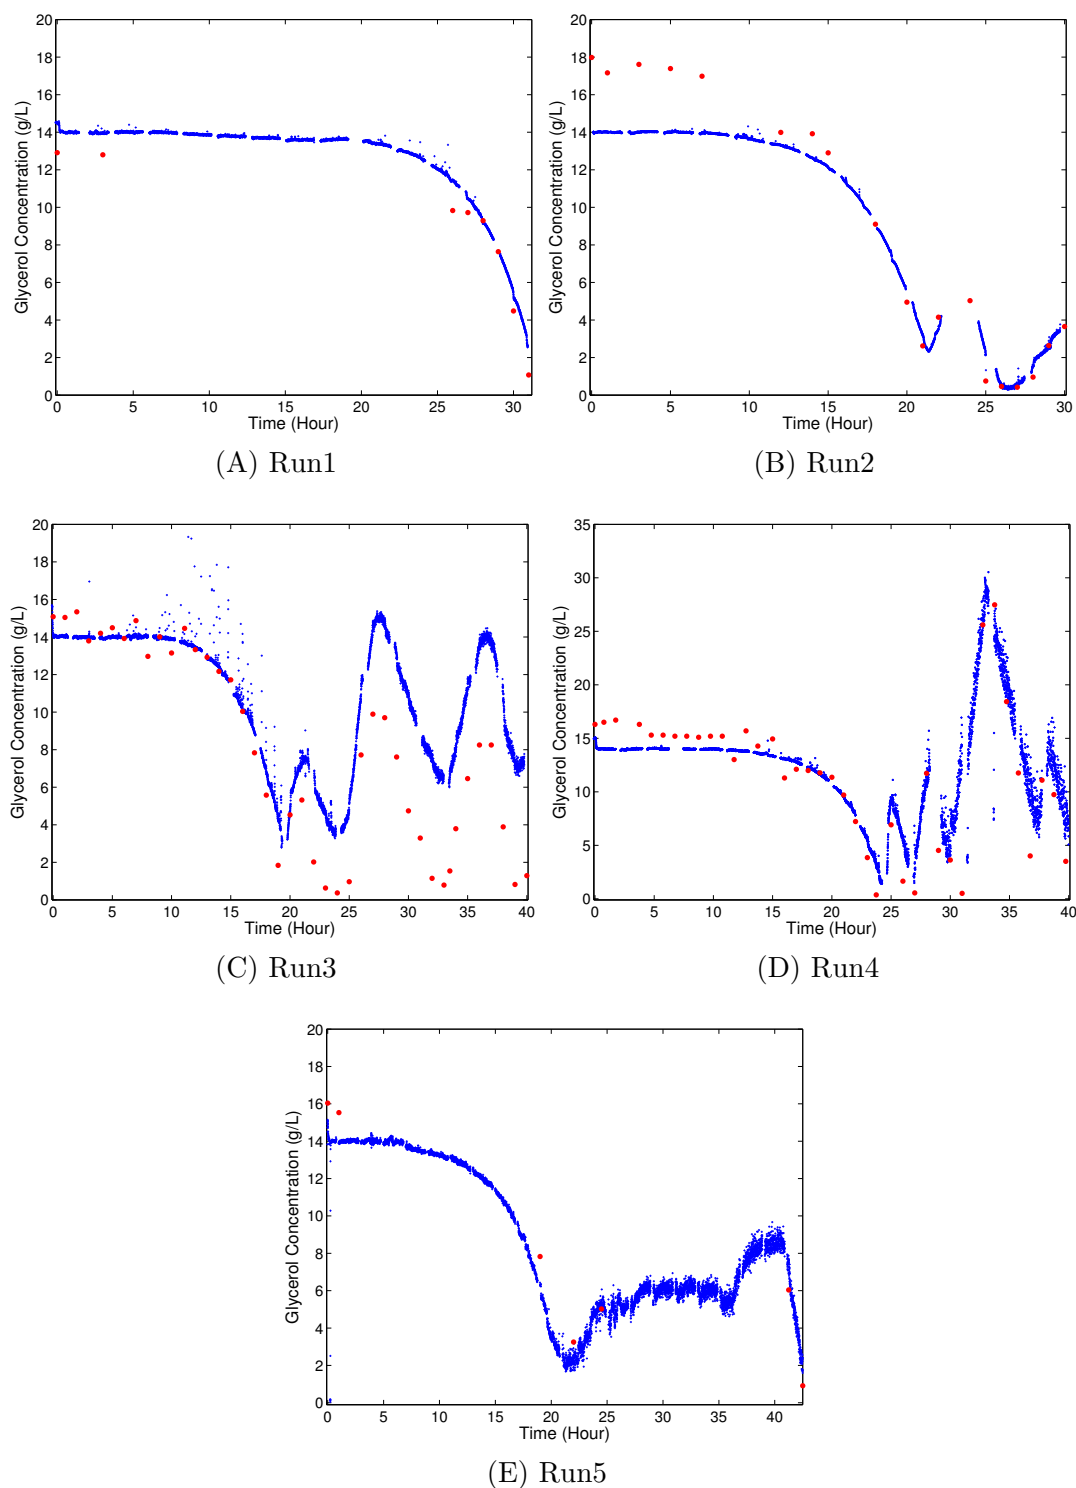 20
18
16
14
12
10
8
6
4
2
0
Glycerol Concentration (g/L)
0 5 10 15 20 25 30
Time (Hour)
(A) Run1
20
18
16
14
12
10
8
6
4
2
0
Glycerol Concentration (g/L)
0 5 10 15 20 25 30
Time (Hour)
(B) Run2
20
18
16
14
12
10
8
6
4
2
0
Glycerol Concentration (g/L)
0 5 10 15 20 25 30 35 40
Time (Hour)
(C) Run3
35
30
25
20
15
10
5
0
Glycerol Concentration (g/L)
0 5 10 15 20 25 30 35 40
Time (Hour)
(D) Run4
20
18
16
14
12
10
8
6
4
2
0
Glycerol Concentration (g/L)
0 5 10 15 20 25 30 35 40
Time (Hour)
(E) Run5